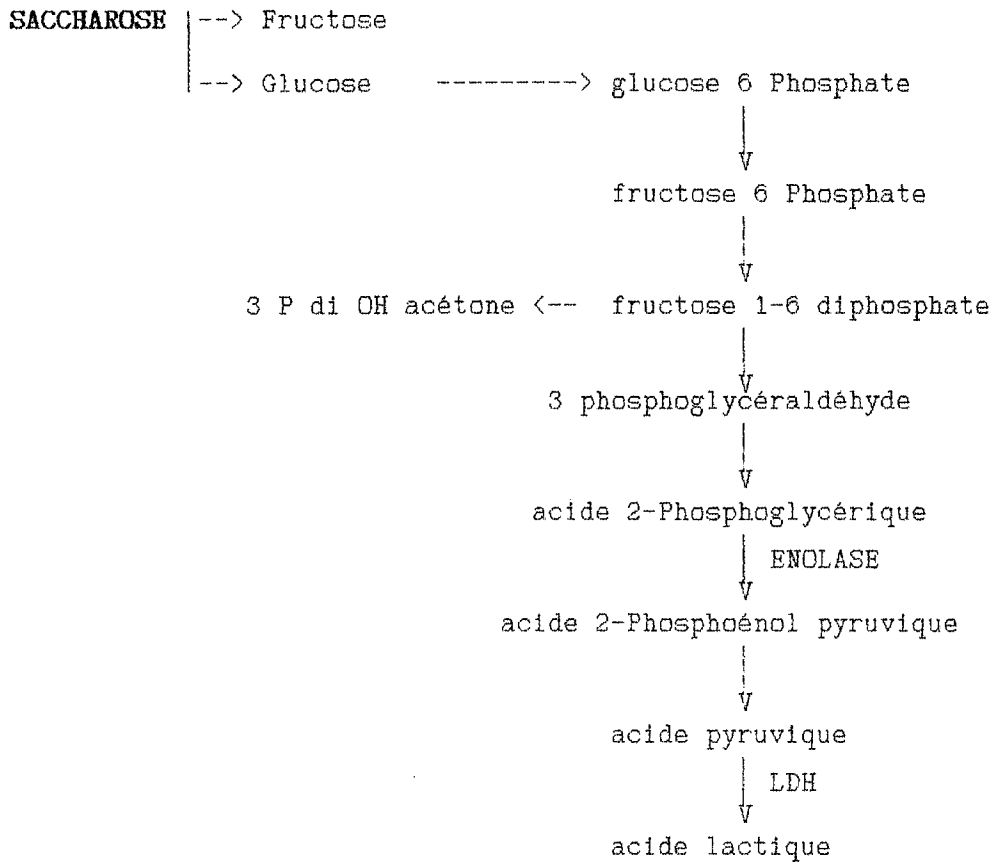 SACCHAROSE |--> Fructose
|--> Glucose ---------> glucose 6 Phosphate
fructose 6 Phosphate
3 P di OH acétone <-- fructose 1-6 diphosphate
3 phosphoglycéraldéhyde
acide 2-Phosphoglycérique
ENOLASE
acide 2-Phosphoénol pyruvique
acide pyruvique
LDH
acide lactique